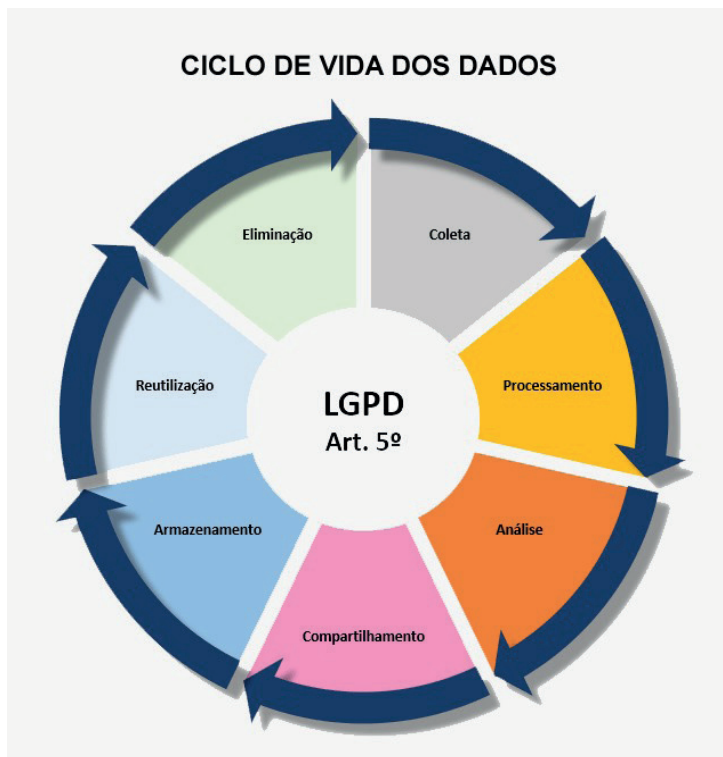 CICLO DE VIDA DOS DADOS
Eliminação
Coleta
Reutilização
Processamento
LGPD
Art. 5º
Armazenamento
Análise
Compartilhamento